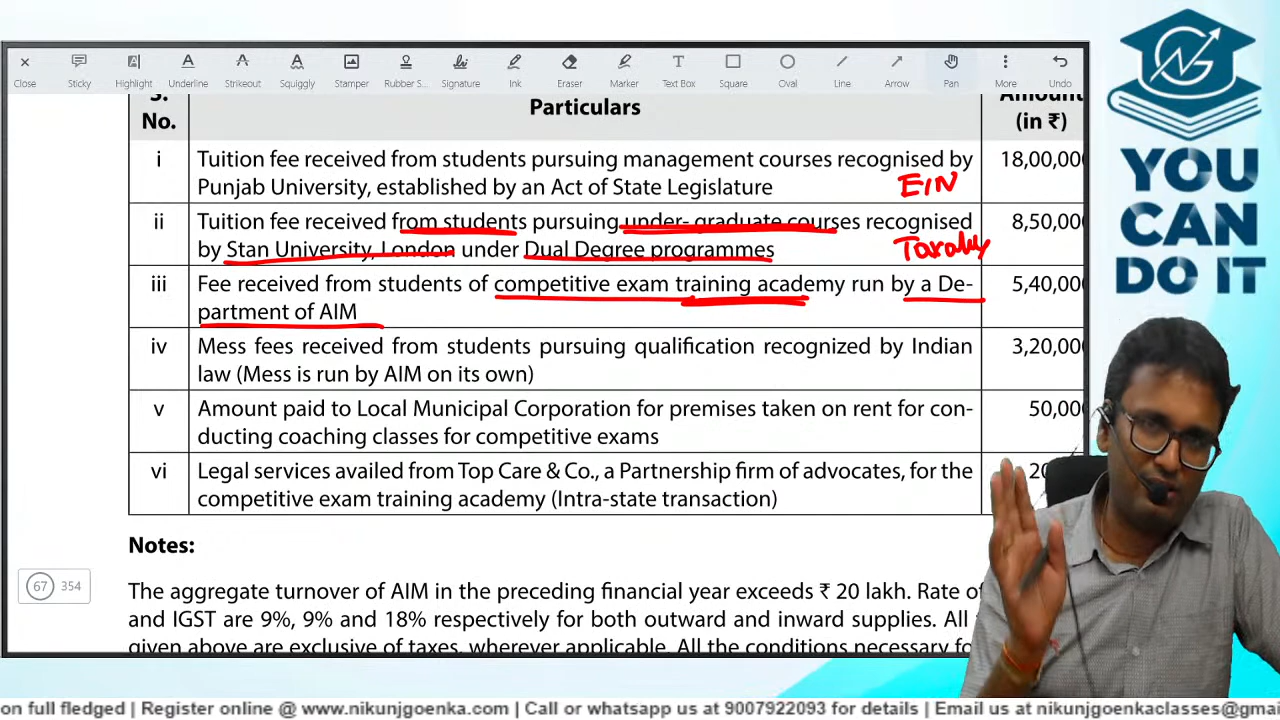 Close
Sticky
Highlight
Underline
Strikeout
Squiggly
Stamper
Rubber S...
Signature
Ink
Eraser
Marker
Text Box
Square
Oval
Line
Arrow
Pan
More
Undo
S.
No.
Particulars
Amount
(in ₹)
i
Tuition fee received from students pursuing management courses recognised by
Punjab University, established by an Act of State Legislature
18,00,000
EIN
ii
Tuition fee received from students pursuing under- graduate courses recognised
by Stan University, London under Dual Degree programmes
8,50,000
iii
Fee received from students of competitive exam training academy run by a De-
partment of AIM
5,40,000
iv
Mess fees received from students pursuing qualification recognized by Indian
law (Mess is run by AIM on its own)
3,20,000
v
Amount paid to Local Municipal Corporation for premises taken on rent for con-
ducting coaching classes for competitive exams
50,000
vi
Legal services availed from Top Care & Co., a Partnership firm of advocates, for the
competitive exam training academy (Intra-state transaction)
20
Notes:
67 354
The aggregate turnover of AIM in the preceding financial year exceeds ₹ 20 lakh. Rate of
and IGST are 9%, 9% and 18% respectively for both outward and inward supplies. All
given above are exclusive of taxes, wherever applicable. All the conditions necessary fo
YOU
CAN
DO IT
on full fledged | Register online @ www.nikunjgoenka.com | Call or whatsapp us at 9007922093 for details | Email us at nikunjgoenkaclasses@gmai